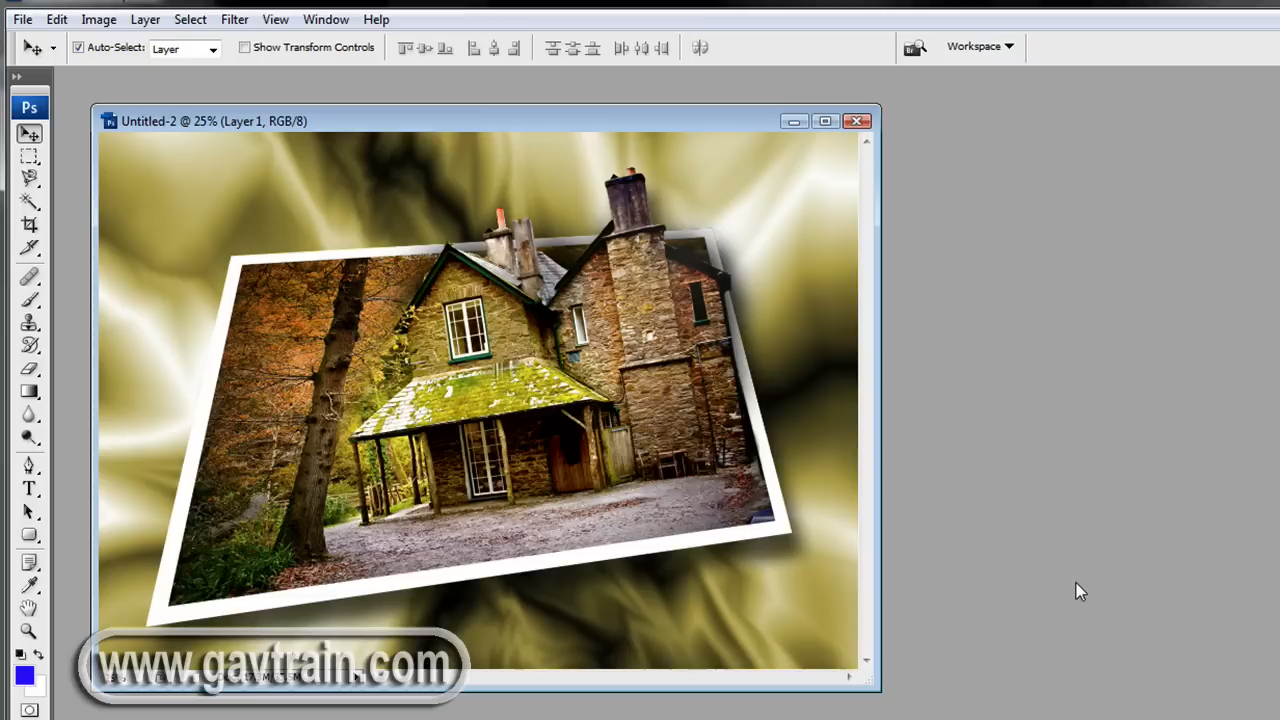 File Edit Image Layer Select Filter View Window Help
Auto-Select: Layer Show Transform Controls Workspace
Ps
Untitled-2 @ 25% (Layer 1, RGB/8)
T
www.gavtrain.com